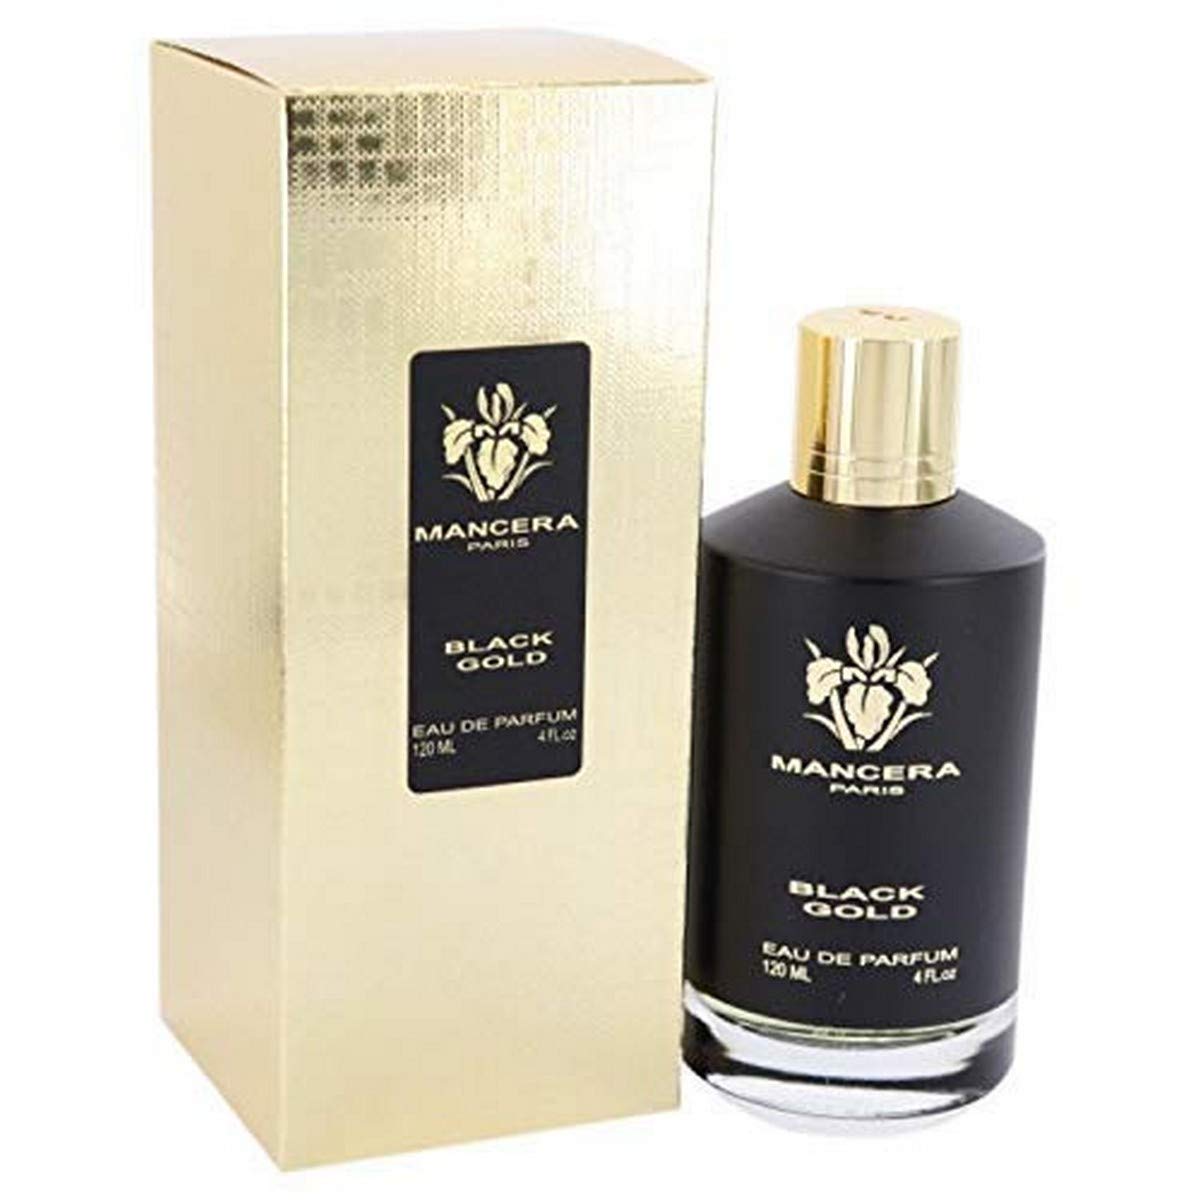 MANCERA
PARIS
BLACK
GOLD
EAU DE PARFUM
120 ML 4 FL.oz
MANCERA
PARIS
BLACK
GOLD
EAU DE PARFUM
120 ML 4 FL.oz